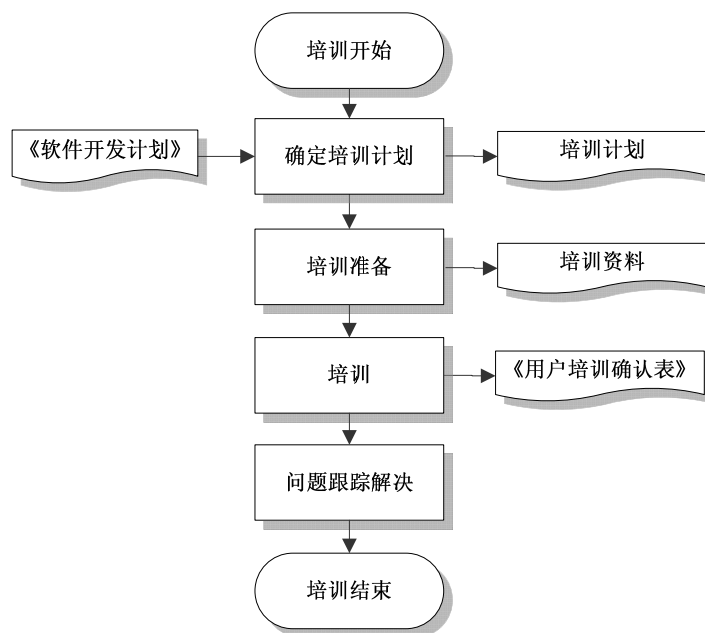 培训开始
《软件开发计划》
确定培训计划
培训计划
培训准备
培训资料
培训
《用户培训确认表》
问题跟踪解决
培训结束